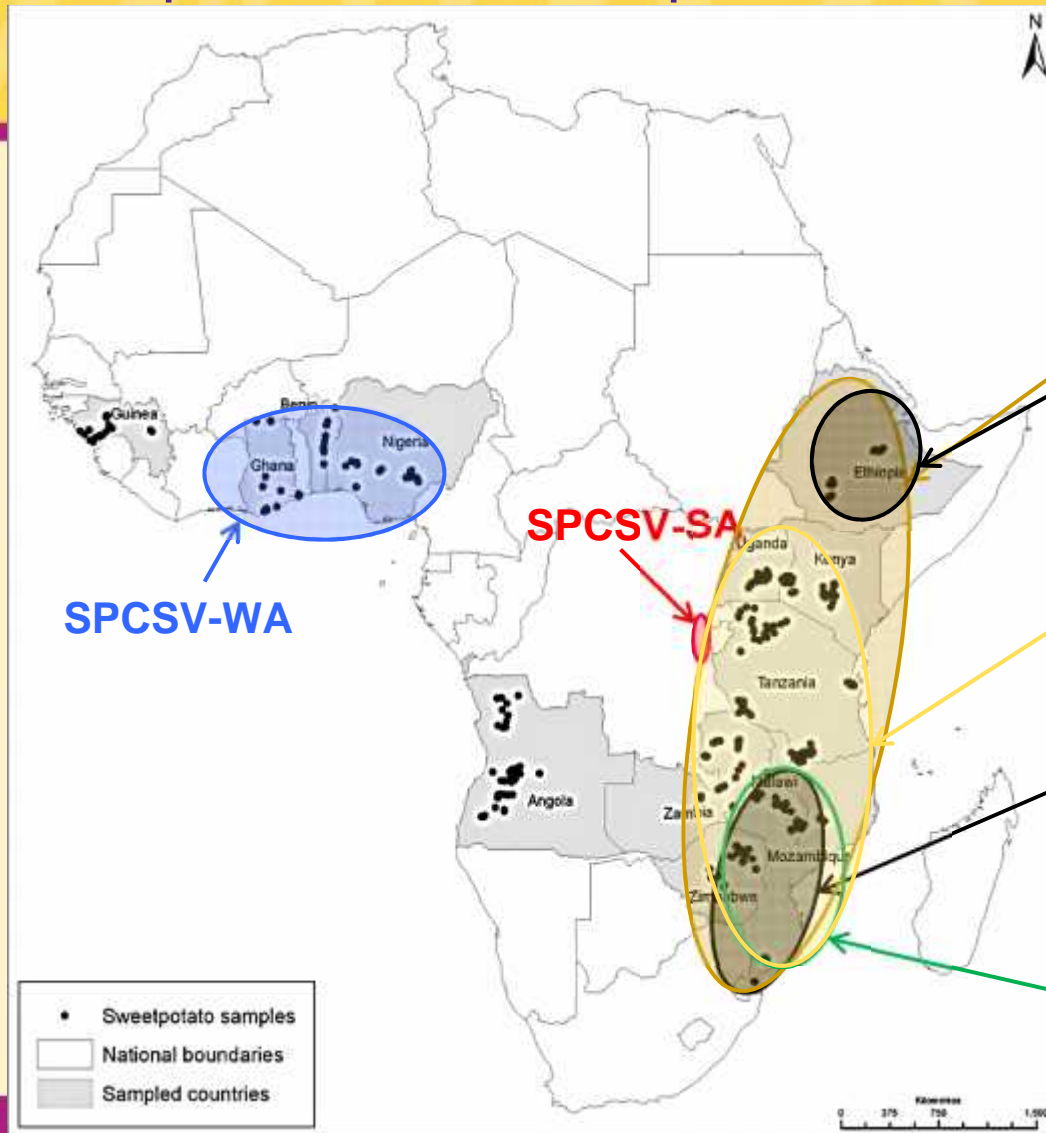 N
Guinea
Benin
Nigeria
Ghana
Ethiopia
SPCSV-SA
Uganda
Kenya
SPCSV-WA
Tanzania
Malawi
Angola
Zambia
Mozambique
Zimbabwe
Sweetpotato samples
National boundaries
Sampled countries
Kilometres
0 375 750